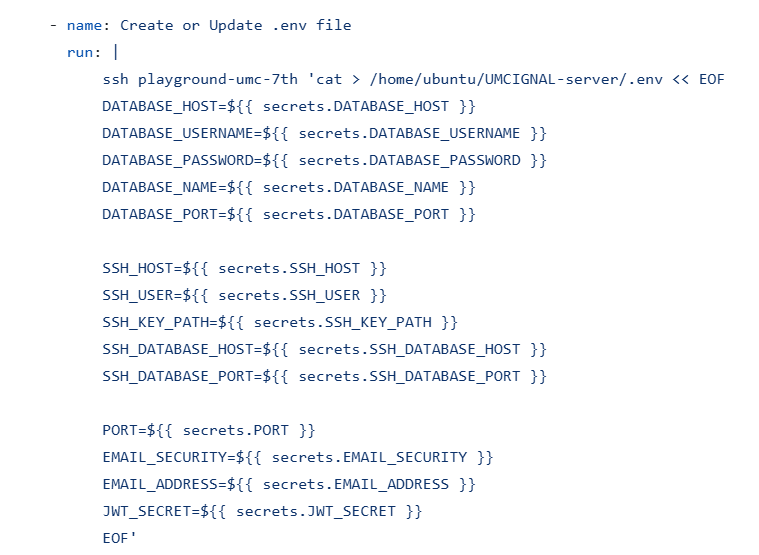 - name: Create or Update .env file
run: |
ssh playground-umc-7th 'cat > /home/ubuntu/UMCIGNAL-server/.env << EOF
DATABASE_HOST=${{ secrets.DATABASE_HOST }}
DATABASE_USERNAME=${{ secrets.DATABASE_USERNAME }}
DATABASE_PASSWORD=${{ secrets.DATABASE_PASSWORD }}
DATABASE_NAME=${{ secrets.DATABASE_NAME }}
DATABASE_PORT=${{ secrets.DATABASE_PORT }}
SSH_HOST=${{ secrets.SSH_HOST }}
SSH_USER=${{ secrets.SSH_USER }}
SSH_KEY_PATH=${{ secrets.SSH_KEY_PATH }}
SSH_DATABASE_HOST=${{ secrets.SSH_DATABASE_HOST }}
SSH_DATABASE_PORT=${{ secrets.SSH_DATABASE_PORT }}
PORT=${{ secrets.PORT }}
EMAIL_SECURITY=${{ secrets.EMAIL_SECURITY }}
EMAIL_ADDRESS=${{ secrets.EMAIL_ADDRESS }}
JWT_SECRET=${{ secrets.JWT_SECRET }}
EOF'